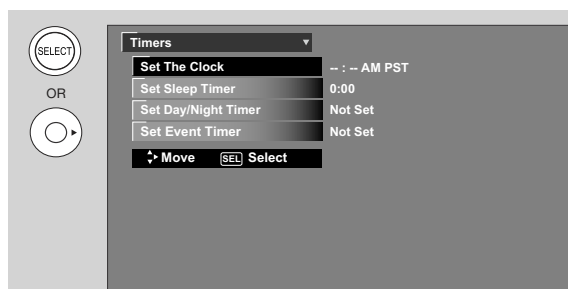 SELECT
OR
Timers
Set The Clock -- : -- AM PST
Set Sleep Timer 0:00
Set Day/Night Timer Not Set
Set Event Timer Not Set
Move SEL Select